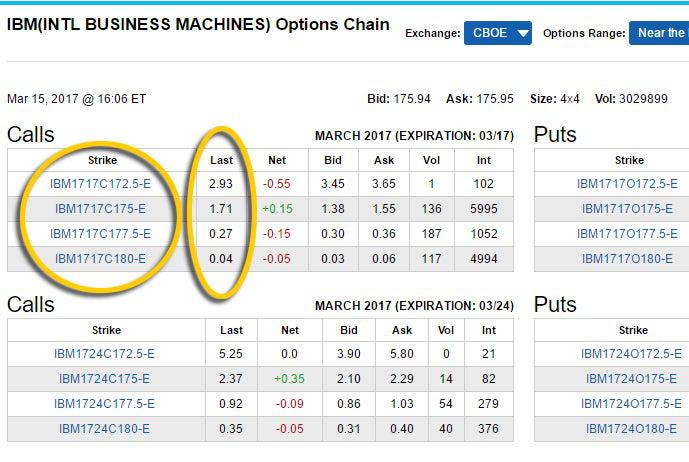 IBM(INTL BUSINESS MACHINES) Options Chain Exchange: CBOE Options Range: Near the
Mar 15, 2017 @ 16:06 ET Bid: 175.94 Ask: 175.95 Size: 4x4 Vol: 3029899
Calls MARCH 2017 (EXPIRATION: 03/17) Puts
Strike Last Net Bid Ask Vol Int Strike
IBM1717C172.5-E 2.93 -0.55 3.45 3.65 1 102 IBM1717O172.5-E
IBM1717C175-E 1.71 +0.15 1.38 1.55 136 5995 IBM1717O175-E
IBM1717C177.5-E 0.27 -0.15 0.30 0.36 187 1052 IBM1717O177.5-E
IBM1717C180-E 0.04 -0.05 0.03 0.06 117 4994 IBM1717O180-E
Calls MARCH 2017 (EXPIRATION: 03/24) Puts
Strike Last Net Bid Ask Vol Int Strike
IBM1724C172.5-E 5.25 0.0 3.90 5.80 0 21 IBM1724O172.5-E
IBM1724C175-E 2.37 +0.35 2.10 2.29 14 82 IBM1724O175-E
IBM1724C177.5-E 0.92 -0.09 0.86 1.03 54 279 IBM1724O177.5-E
IBM1724C180-E 0.35 -0.05 0.31 0.40 40 376 IBM1724O180-E